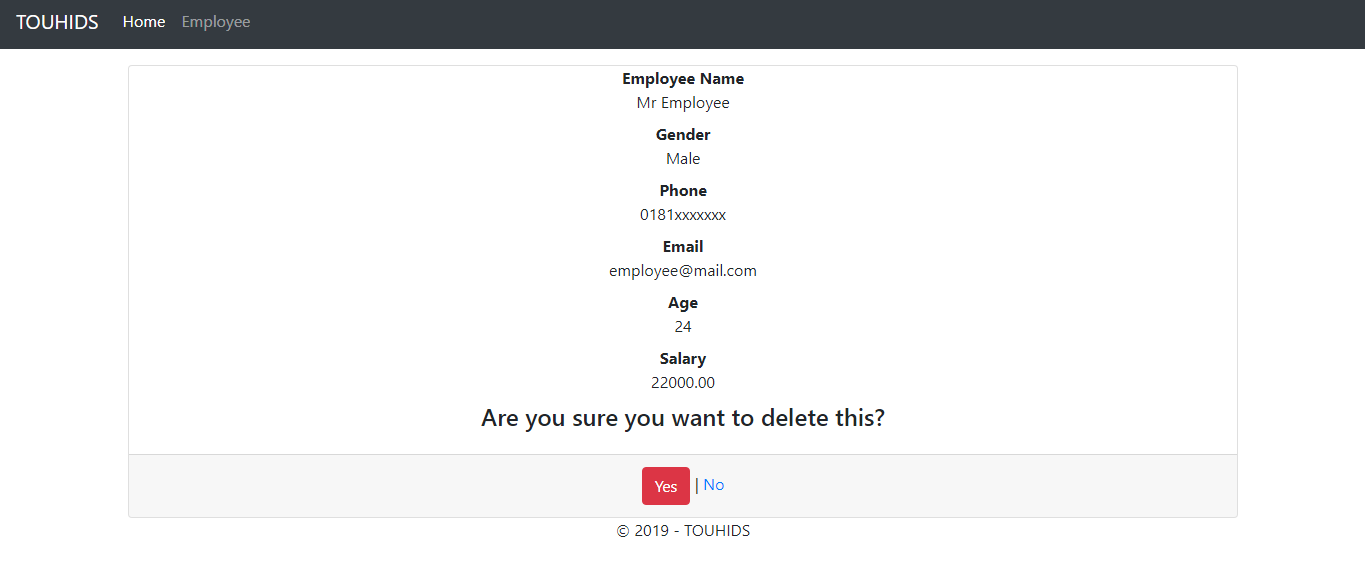 TOUHIDS Home Employee
Employee Name
Mr Employee
Gender
Male
Phone
0181xxxxxxx
Email
employee@mail.com
Age
24
Salary
22000.00
Are you sure you want to delete this?
Yes | No
© 2019 - TOUHIDS